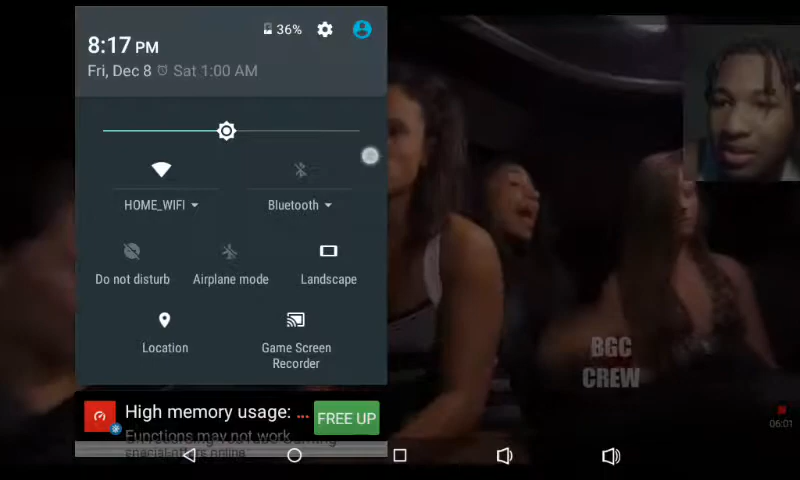 36%
8:17 PM
Fri, Dec 8 Sat 1:00 AM
HOME_WIFI
Bluetooth
Do not disturb
Airplane mode
Landscape
Location
Game Screen
Recorder
BGC
CREW
High memory usage: ...
FREE UP
Functions may not work
06:01